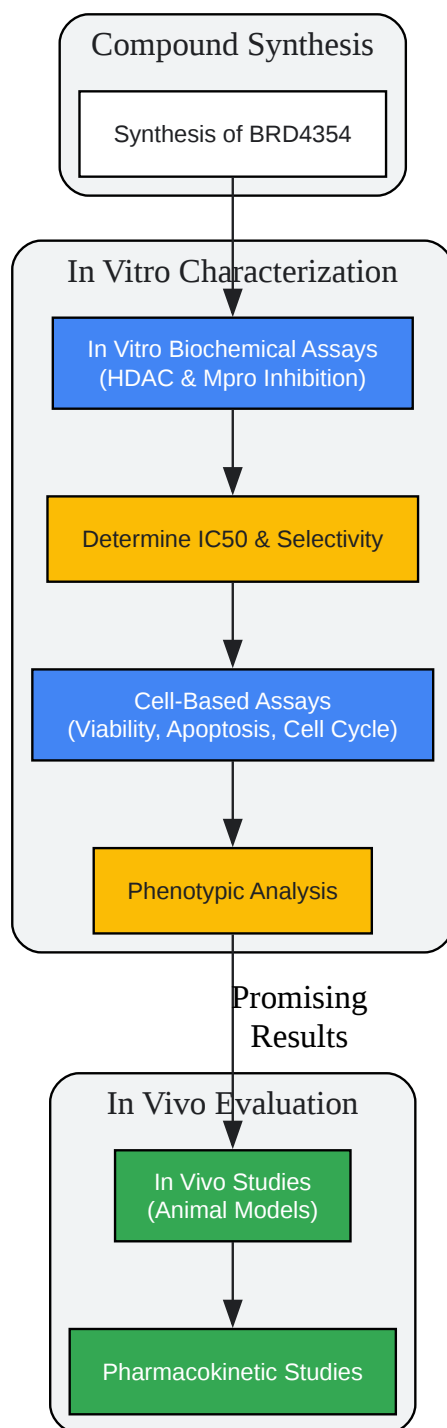 Compound Synthesis
Synthesis of BRD4354
In Vitro Characterization
In Vitro Biochemical Assays
(HDAC & Mpro Inhibition)
Determine IC50 & Selectivity
Cell-Based Assays
(Viability, Apoptosis, Cell Cycle)
Phenotypic Analysis
Promising
Results
In Vivo Evaluation
In Vivo Studies
(Animal Models)
Pharmacokinetic Studies